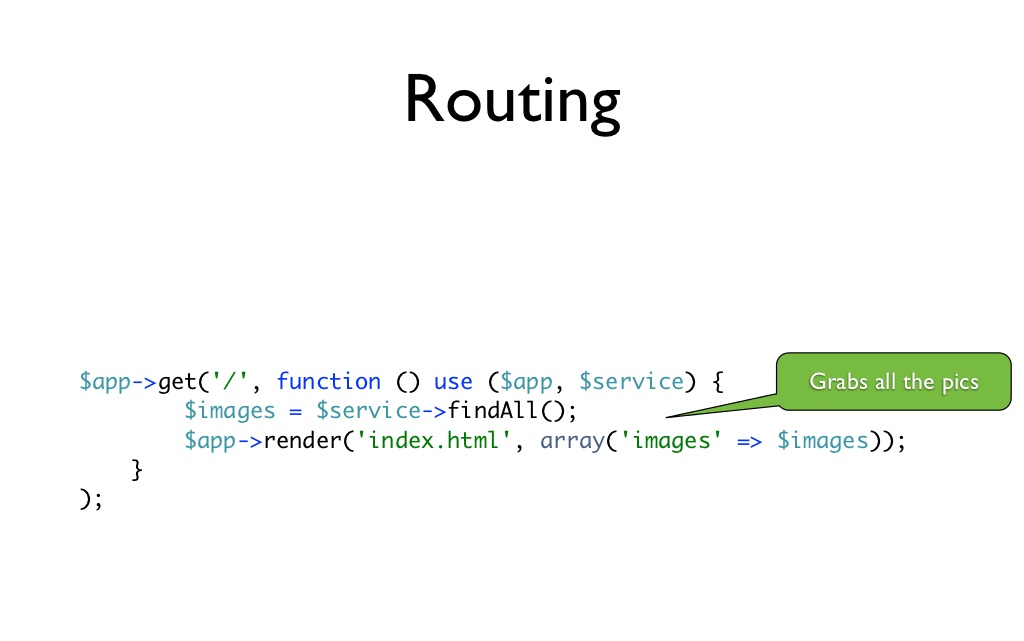 Routing
Grabs all the pics
$app->get('/', function () use ($app, $service) {
        $images = $service->findAll();
        $app->render('index.html', array('images' => $images));
    }
);